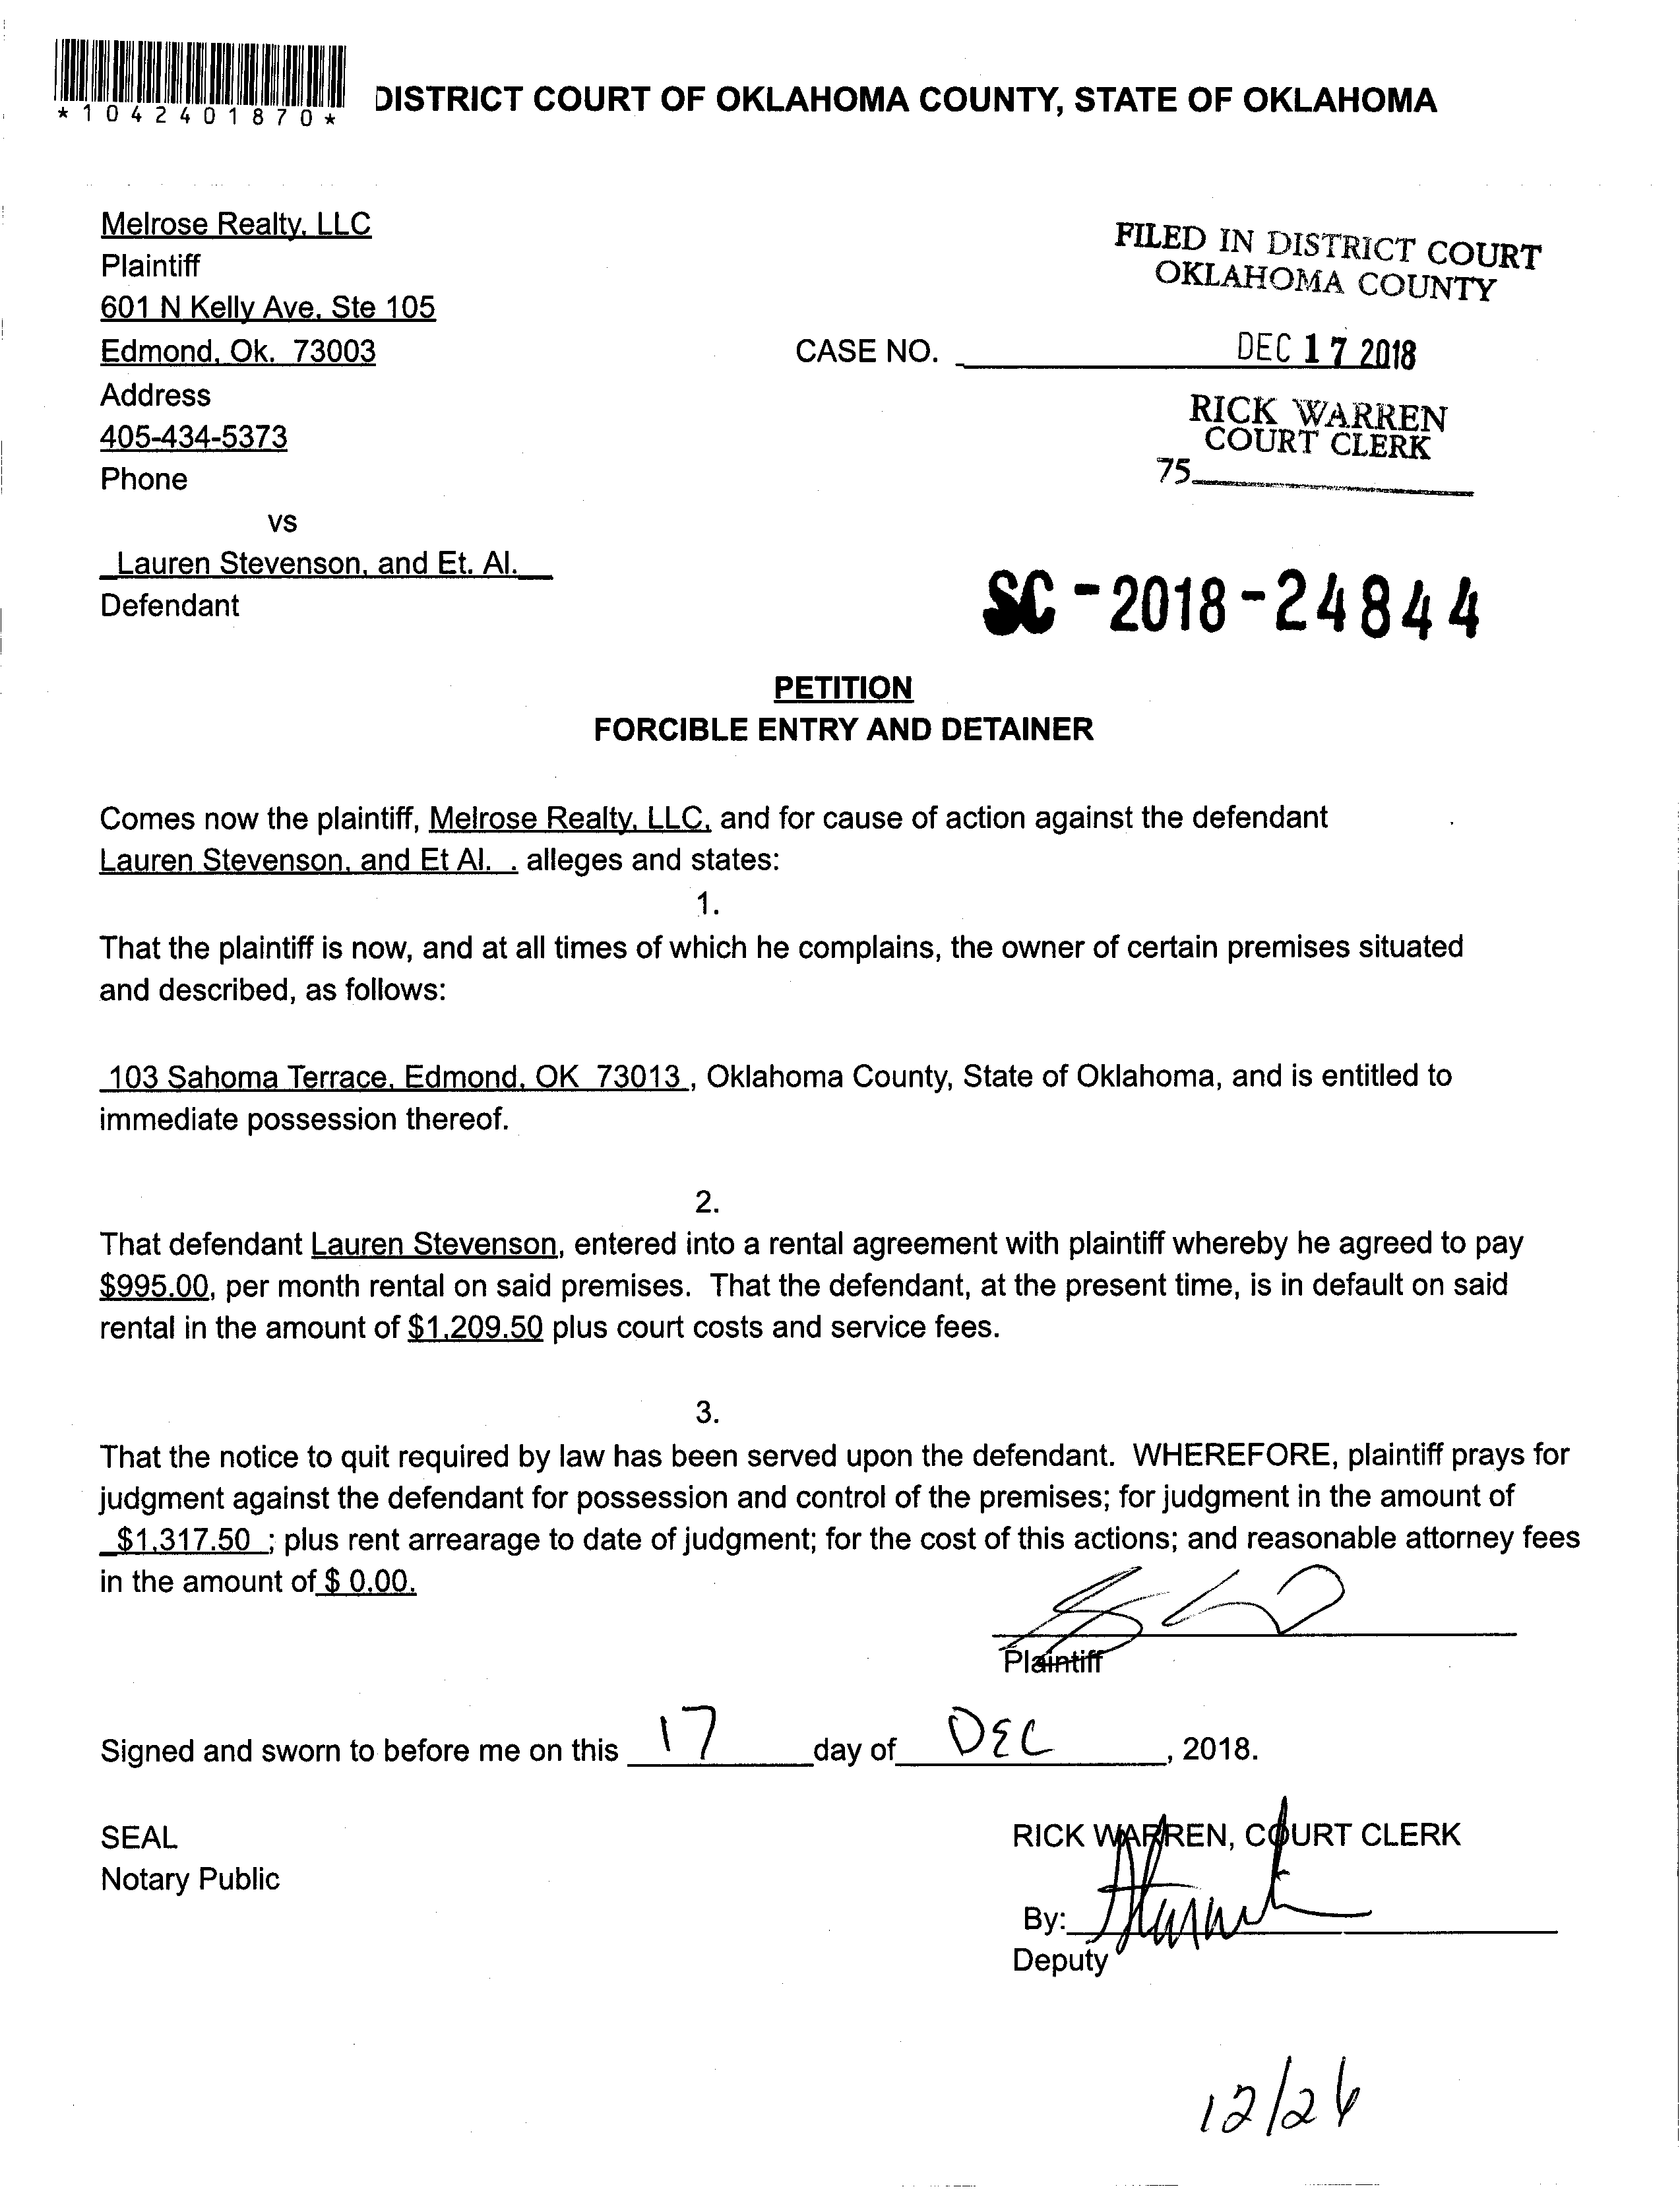 *1042401870*
DISTRICT COURT OF OKLAHOMA COUNTY, STATE OF OKLAHOMA
Melrose Realty, LLC
Plaintiff
601 N Kelly Ave, Ste 105
Edmond, Ok. 73003
Address
405-434-5373
Phone
vs
Lauren Stevenson, and Et. Al.
Defendant
FILED IN DISTRICT COURT
OKLAHOMA COUNTY
CASE NO. DEC 17 2018
RICK WARREN
COURT CLERK
75
SC-2018-24844
PETITION
FORCIBLE ENTRY AND DETAINER
Comes now the plaintiff, Melrose Realty, LLC, and for cause of action against the defendant
Lauren Stevenson, and Et Al. . alleges and states:
1.
That the plaintiff is now, and at all times of which he complains, the owner of certain premises situated
and described, as follows:
103 Sahoma Terrace, Edmond, OK 73013 , Oklahoma County, State of Oklahoma, and is entitled to
immediate possession thereof.
2.
That defendant Lauren Stevenson, entered into a rental agreement with plaintiff whereby he agreed to pay
$995.00, per month rental on said premises. That the defendant, at the present time, is in default on said
rental in the amount of $1,209.50 plus court costs and service fees.
3.
That the notice to quit required by law has been served upon the defendant. WHEREFORE, plaintiff prays for
judgment against the defendant for possession and control of the premises; for judgment in the amount of
$1,317.50 ; plus rent arrearage to date of judgment; for the cost of this actions; and reasonable attorney fees
in the amount of $ 0.00.
Plaintiff
Signed and sworn to before me on this 17 day of DEC, 2018.
SEAL
Notary Public
RICK WARREN, COURT CLERK
By:
Deputy
12/26